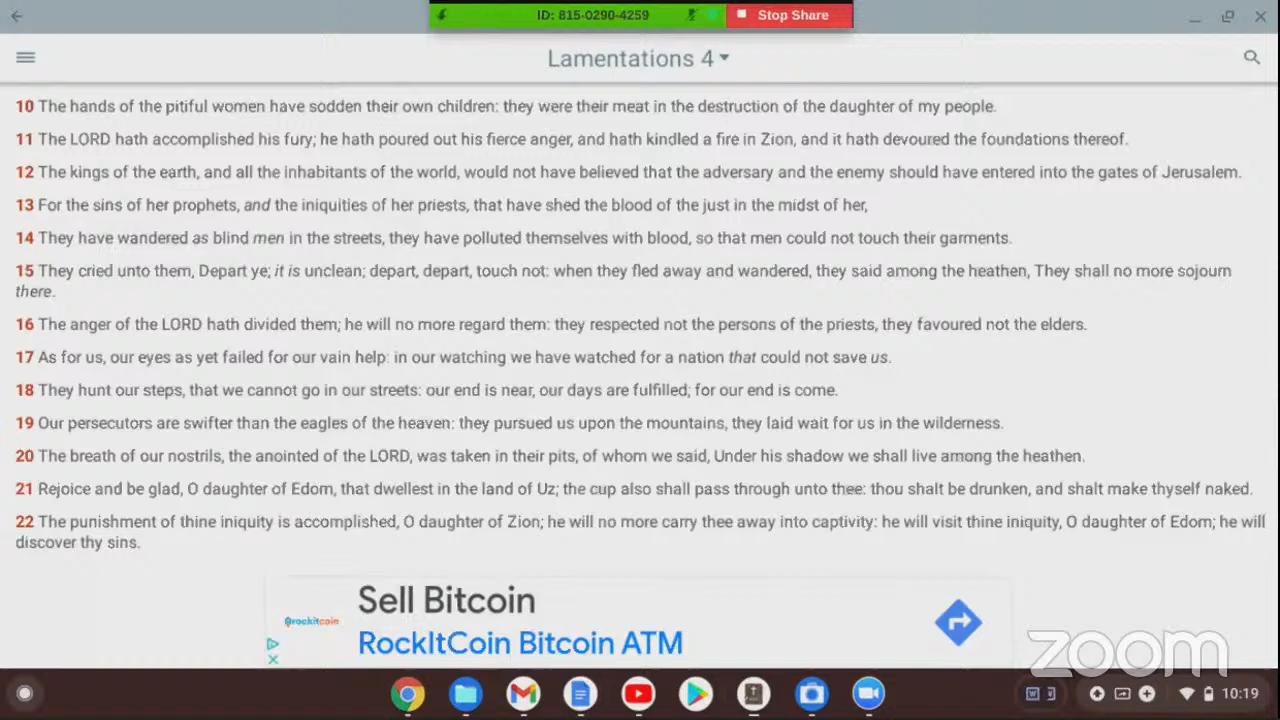 ID: 815-0290-4259
Stop Share
Lamentations 4
10 The hands of the pitiful women have sodden their own children: they were their meat in the destruction of the daughter of my people.
11 The LORD hath accomplished his fury; he hath poured out his fierce anger, and hath kindled a fire in Zion, and it hath devoured the foundations thereof.
12 The kings of the earth, and all the inhabitants of the world, would not have believed that the adversary and the enemy should have entered into the gates of Jerusalem.
13 For the sins of her prophets, and the iniquities of her priests, that have shed the blood of the just in the midst of her,
14 They have wandered as blind men in the streets, they have polluted themselves with blood, so that men could not touch their garments.
15 They cried unto them, Depart ye; it is unclean; depart, depart, touch not: when they fled away and wandered, they said among the heathen, They shall no more sojourn
there.
16 The anger of the LORD hath divided them; he will no more regard them: they respected not the persons of the priests, they favoured not the elders.
17 As for us, our eyes as yet failed for our vain help: in our watching we have watched for a nation that could not save us.
18 They hunt our steps, that we cannot go in our streets: our end is near, our days are fulfilled; for our end is come.
19 Our persecutors are swifter than the eagles of the heaven: they pursued us upon the mountains, they laid wait for us in the wilderness.
20 The breath of our nostrils, the anointed of the LORD, was taken in their pits, of whom we said, Under his shadow we shall live among the heathen.
21 Rejoice and be glad, O daughter of Edom, that dwellest in the land of Uz; the cup also shall pass through unto thee: thou shalt be drunken, and shalt make thyself naked.
22 The punishment of thine iniquity is accomplished, O daughter of Zion; he will no more carry thee away into captivity: he will visit thine iniquity, O daughter of Edom; he will
discover thy sins.
Sell Bitcoin
rockitcoin
RockItCoin Bitcoin ATM
zoom
10:19